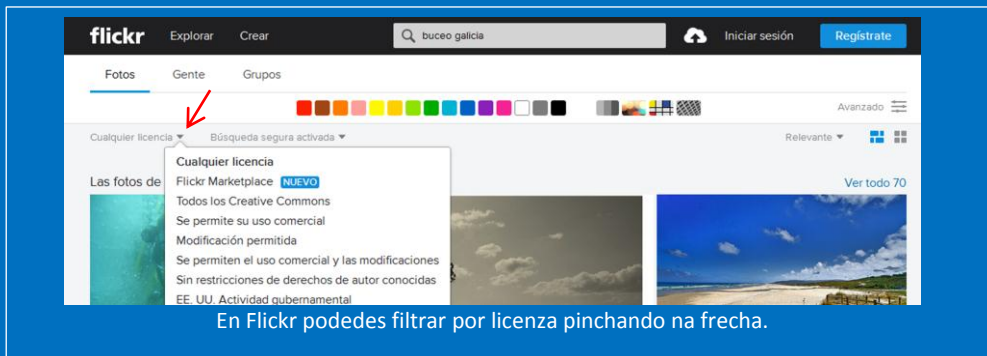 flickr Explorar Crear buceo galicia Iniciar sesión Regístrate
Fotos Gente Grupos
Avanzado
Cualquier licencia Búsqueda segura activada Relevante
Cualquier licencia
Las fotos de Flickr Marketplace NUEVO Ver todo 70
Todos los Creative Commons
Se permite su uso comercial
Modificación permitida
Se permiten el uso comercial y las modificaciones
Sin restricciones de derechos de autor conocidas
EE. UU. Actividad gubernamental
En Flickr podedes filtrar por licenza pinchando na frecha.